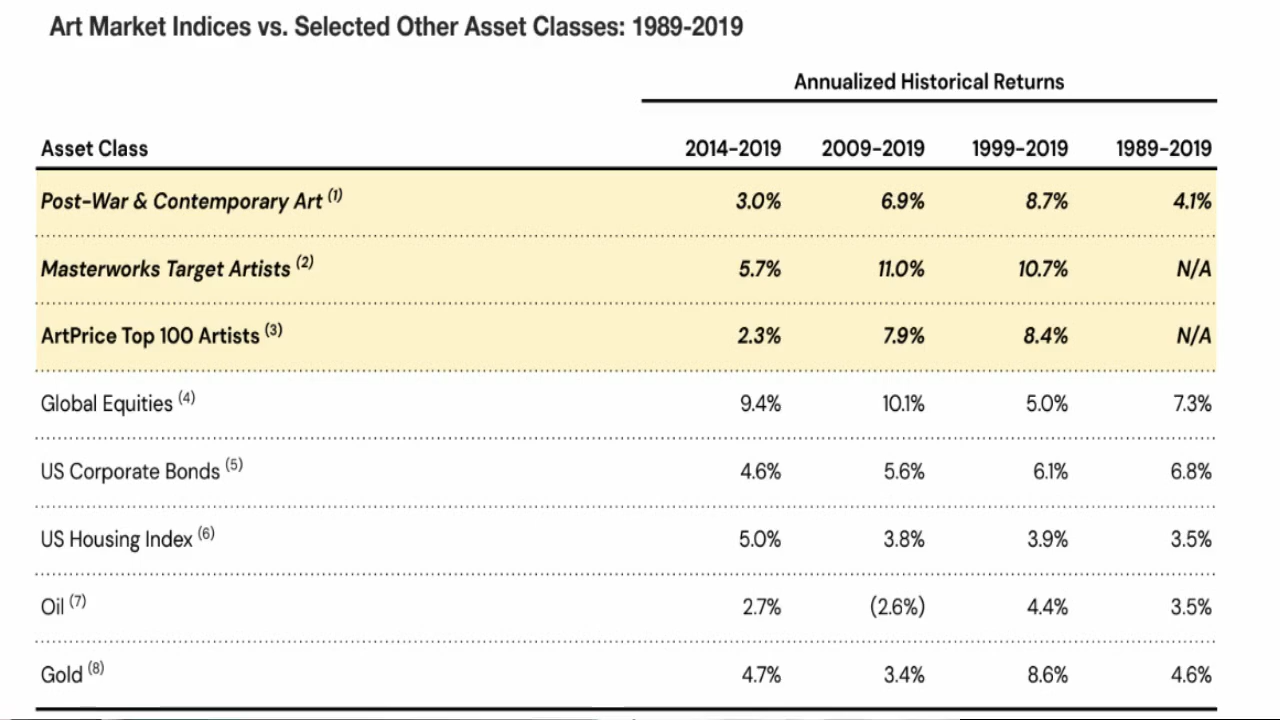 Art Market Indices vs. Selected Other Asset Classes: 1989-2019
Annualized Historical Returns
Asset Class 2014–2019 2009–2019 1999–2019 1989–2019
Post-War & Contemporary Art (1) 3.0% 6.9% 8.7% 4.1%
Masterworks Target Artists (2) 5.7% 11.0% 10.7% N/A
ArtPrice Top 100 Artists (3) 2.3% 7.9% 8.4% N/A
Global Equities (4) 9.4% 10.1% 5.0% 7.3%
US Corporate Bonds (5) 4.6% 5.6% 6.1% 6.8%
US Housing Index (6) 5.0% 3.8% 3.9% 3.5%
Oil (7) 2.7% (2.6%) 4.4% 3.5%
Gold (8) 4.7% 3.4% 8.6% 4.6%